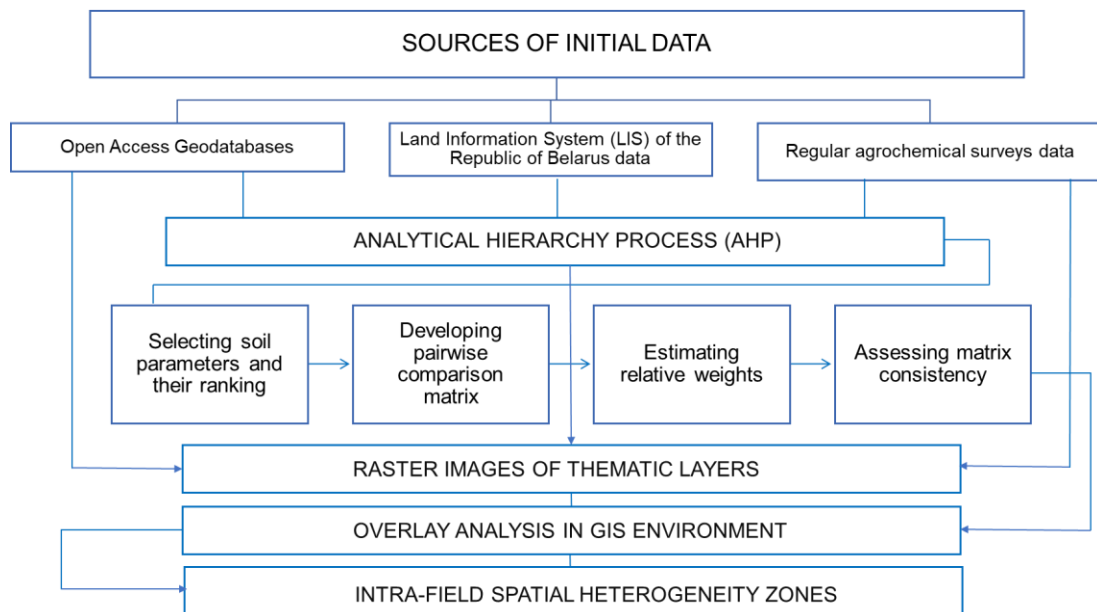 SOURCES OF INITIAL DATA
Open Access Geodatabases
Land Information System (LIS) of the
Republic of Belarus data
Regular agrochemical surveys data
ANALYTICAL HIERARCHY PROCESS (AHP)
Selecting soil
parameters and
their ranking
Developing
pairwise
comparison
matrix
Estimating
relative weights
Assessing matrix
consistency
RASTER IMAGES OF THEMATIC LAYERS
OVERLAY ANALYSIS IN GIS ENVIRONMENT
INTRA-FIELD SPATIAL HETEROGENEITY ZONES